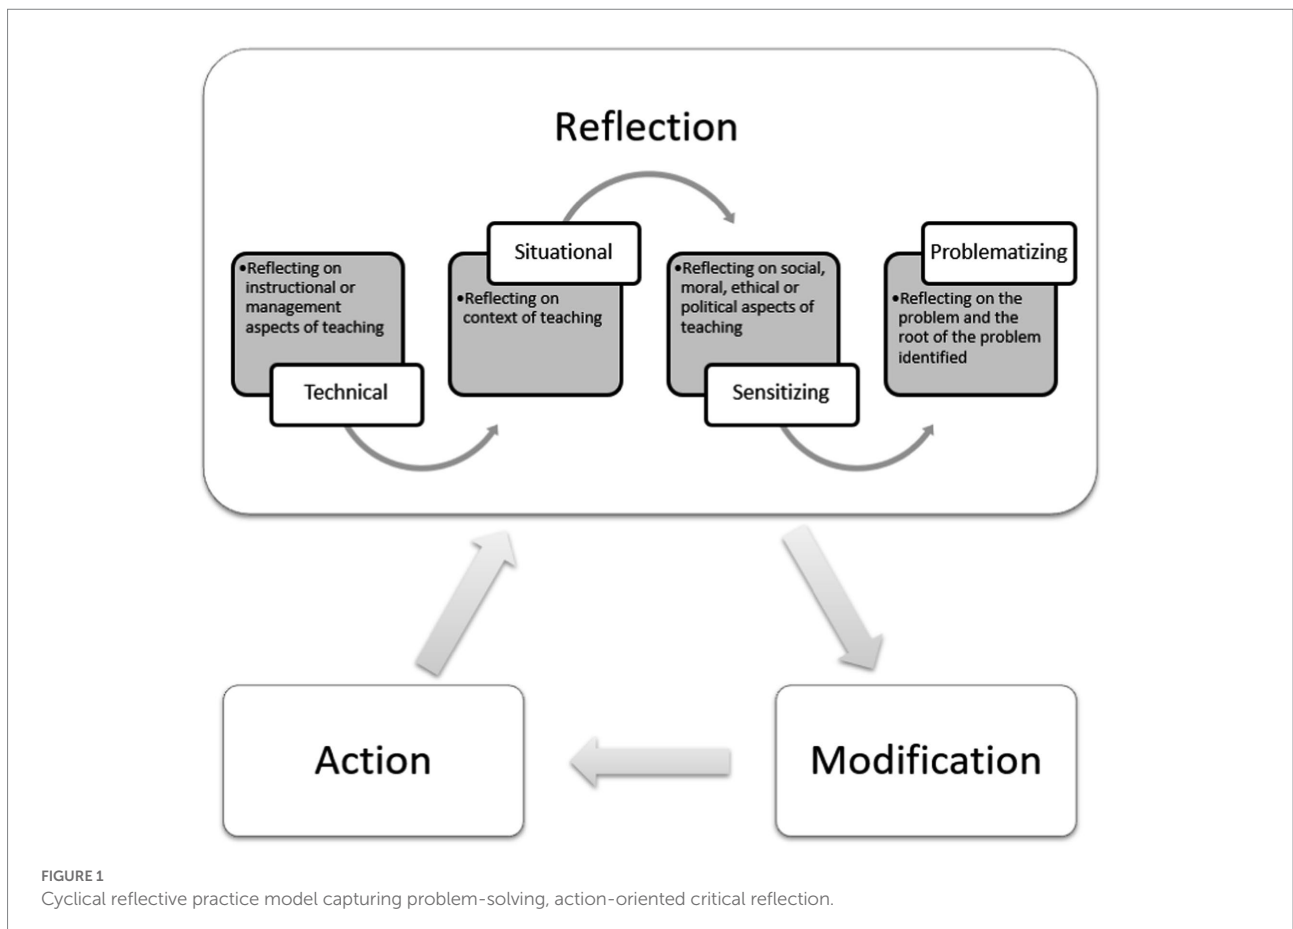 Reflection
•Reflecting on
instructional or
management
aspects of teaching
Technical
Situational
•Reflecting on
context of teaching
•Reflecting on social,
moral, ethical or
political aspects of
teaching
Sensitizing
Problematizing
•Reflecting on the
problem and the
root of the problem
identified
Action
Modification
FIGURE 1
Cyclical reflective practice model capturing problem-solving, action-oriented critical reflection.